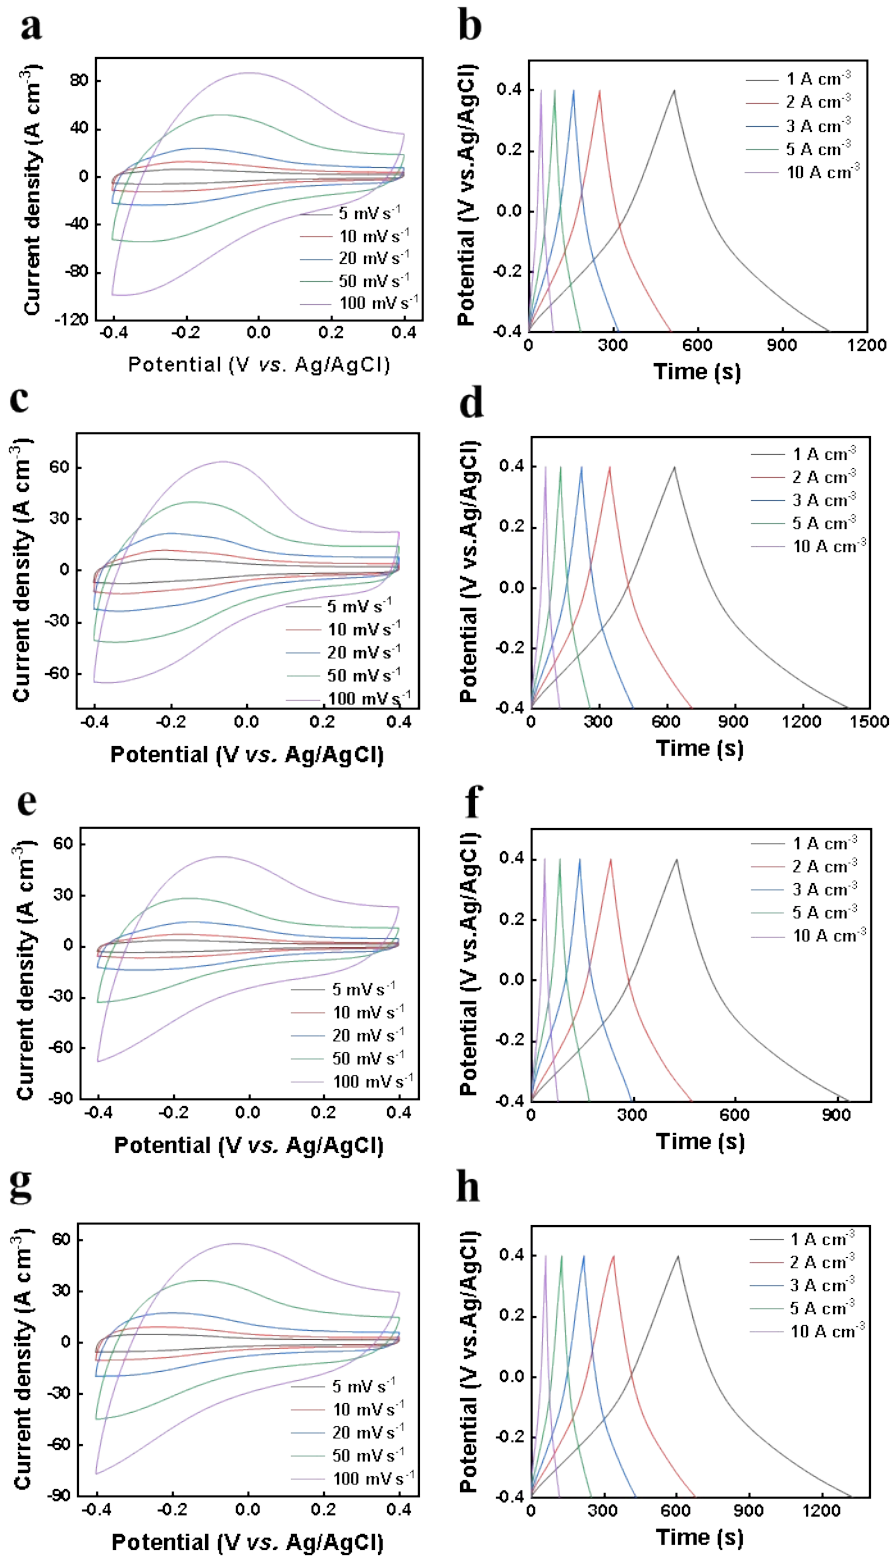 a
Current density (A cm-3)
80
40
0
-40
-80
-120
-0.4
-0.2
0.0
0.2
0.4
5 mV s-1
10 mV s-1
20 mV s-1
50 mV s-1
100 mV s-1
Potential (V vs. Ag/AgCl)
b
Potential (V vs.Ag/AgCl)
0.4
0.2
0.0
-0.2
-0.4
0
300
600
900
1200
1 A cm-3
2 A cm-3
3 A cm-3
5 A cm-3
10 A cm-3
Time (s)
c
Current density (A cm-3)
60
30
0
-30
-60
-0.4
-0.2
0.0
0.2
0.4
5 mV s-1
10 mV s-1
20 mV s-1
50 mV s-1
100 mV s-1
Potential (V vs. Ag/AgCl)
d
Potential (V vs.Ag/AgCl)
0.4
0.2
0.0
-0.2
-0.4
0
300
600
900
1200
1500
1 A cm-3
2 A cm-3
3 A cm-3
5 A cm-3
10 A cm-3
Time (s)
e
Current density (A cm-3)
60
30
0
-30
-60
-90
-0.4
-0.2
0.0
0.2
0.4
5 mV s-1
10 mV s-1
20 mV s-1
50 mV s-1
100 mV s-1
Potential (V vs. Ag/AgCl)
f
Potential (V vs.Ag/AgCl)
0.4
0.2
0.0
-0.2
-0.4
0
300
600
900
1 A cm-3
2 A cm-3
3 A cm-3
5 A cm-3
10 A cm-3
Time (s)
g
Current density (A cm-3)
60
30
0
-30
-60
-90
-0.4
-0.2
0.0
0.2
0.4
5 mV s-1
10 mV s-1
20 mV s-1
50 mV s-1
100 mV s-1
Potential (V vs. Ag/AgCl)
h
Potential (V vs.Ag/AgCl)
0.4
0.2
0.0
-0.2
-0.4
0
300
600
900
1200
1 A cm-3
2 A cm-3
3 A cm-3
5 A cm-3
10 A cm-3
Time (s)